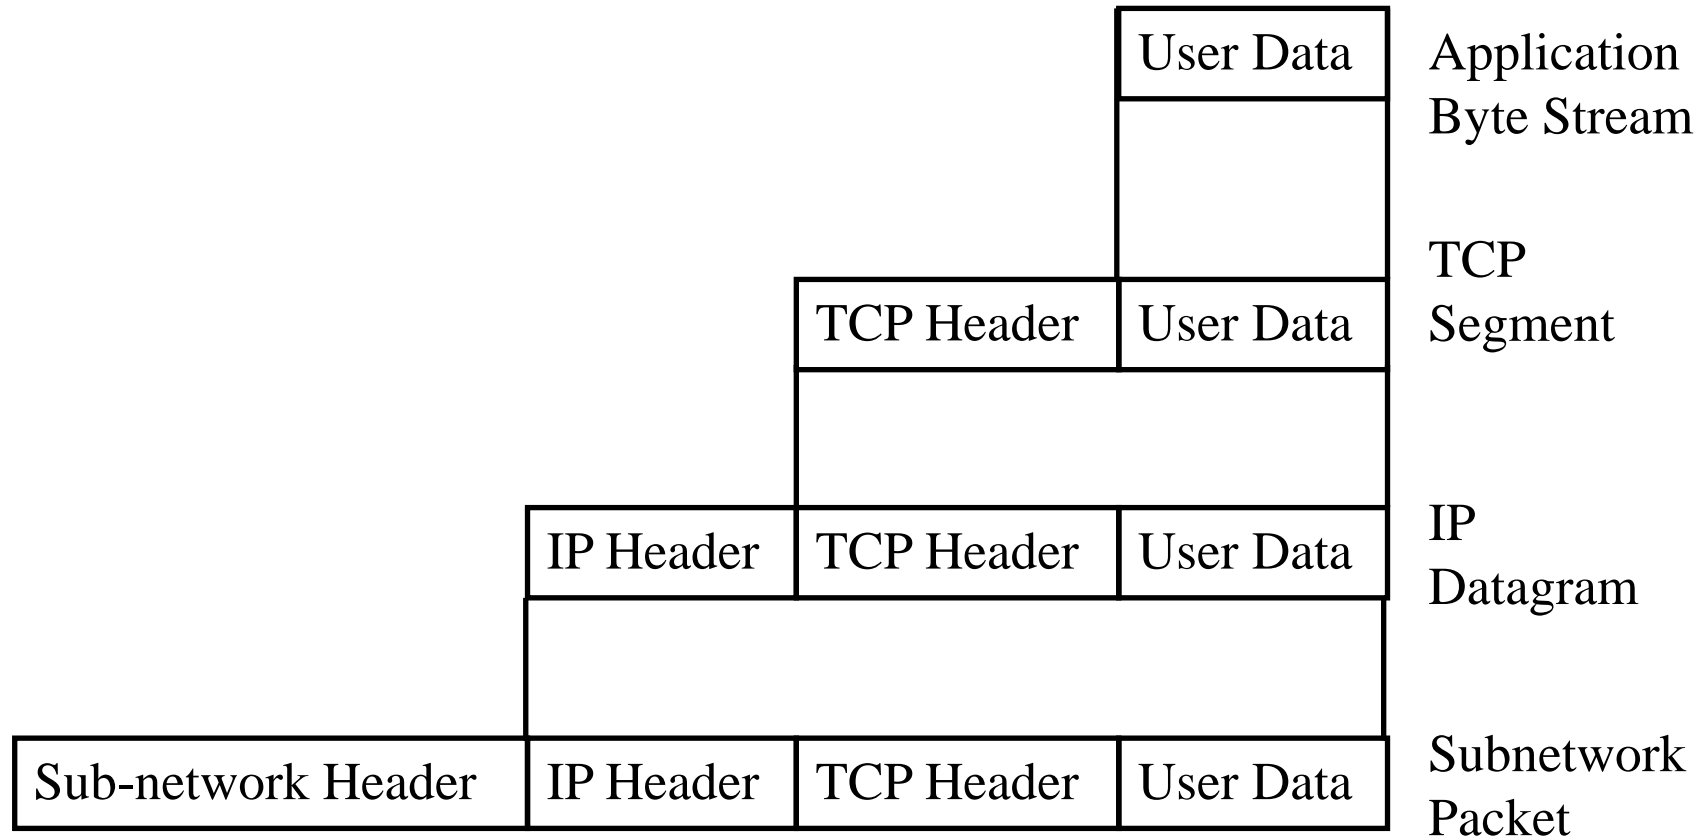 User Data
Application
Byte Stream
TCP Header
User Data
TCP
Segment
IP Header
TCP Header
User Data
IP
Datagram
Sub-network Header
IP Header
TCP Header
User Data
Subnetwork
Packet